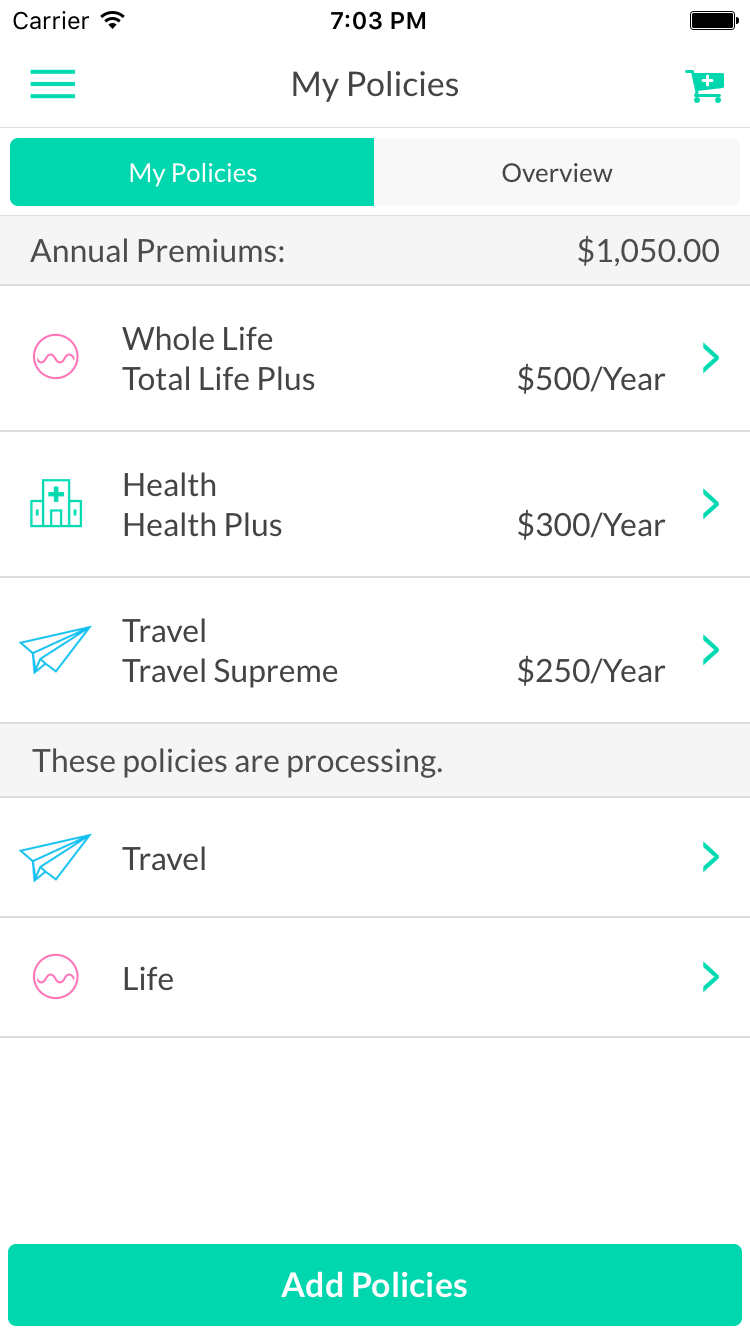 Carrier 7:03 PM
My Policies
My Policies Overview
Annual Premiums: $1,050.00
Whole Life
Total Life Plus $500/Year
Health
Health Plus $300/Year
Travel
Travel Supreme $250/Year
These policies are processing.
Travel
Life
Add Policies